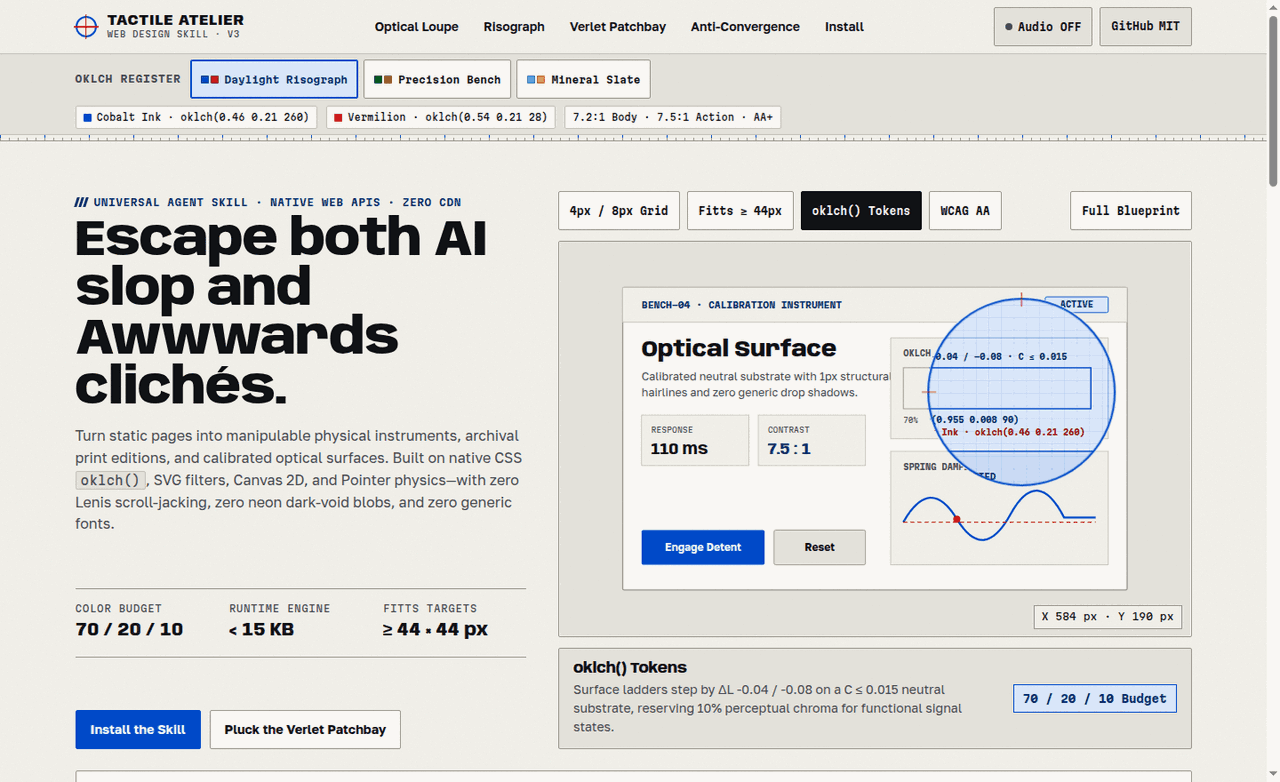 TACTILE ATELIER
WEB DESIGN SKILL · V3
Optical Loupe
Risograph
Verlet Patchbay
Anti-Convergence
Install
Audio OFF
GitHub MIT
OKLCH REGISTER
Daylight Risograph
Precision Bench
Mineral Slate
Cobalt Ink · oklch(0.46 0.21 260)
Vermilion · oklch(0.54 0.21 28)
7.2:1 Body · 7.5:1 Action · AA+
UNIVERSAL AGENT SKILL · NATIVE WEB APIS · ZERO CDN
Escape both AI
slop and
Awwwards
clichés.
Turn static pages into manipulable physical instruments, archival
print editions, and calibrated optical surfaces. Built on native CSS
oklch(), SVG filters, Canvas 2D, and Pointer physics—with zero
Lenis scroll-jacking, zero neon dark-void blobs, and zero generic
fonts.
COLOR BUDGET
70 / 20 / 10
RUNTIME ENGINE
< 15 KB
FITTS TARGETS
≥ 44 × 44 px
Install the Skill
Pluck the Verlet Patchbay
4px / 8px Grid
Fitts ≥ 44px
oklch() Tokens
WCAG AA
Full Blueprint
BENCH-04 · CALIBRATION INSTRUMENT
ACTIVE
Optical Surface
Calibrated neutral substrate with 1px structural
hairlines and zero generic drop shadows.
RESPONSE
110 ms
CONTRAST
7.5 : 1
Engage Detent
Reset
OKLCH
0.04 / -0.08 · C ≤ 0.015
70%
(0.955 0.008 90)
Ink · oklch(0.46 0.21 260)
SPRING DAMP
TED
X 584 px · Y 190 px
oklch() Tokens
Surface ladders step by ΔL -0.04 / -0.08 on a C ≤ 0.015 neutral
substrate, reserving 10% perceptual chroma for functional signal
states.
70 / 20 / 10 Budget